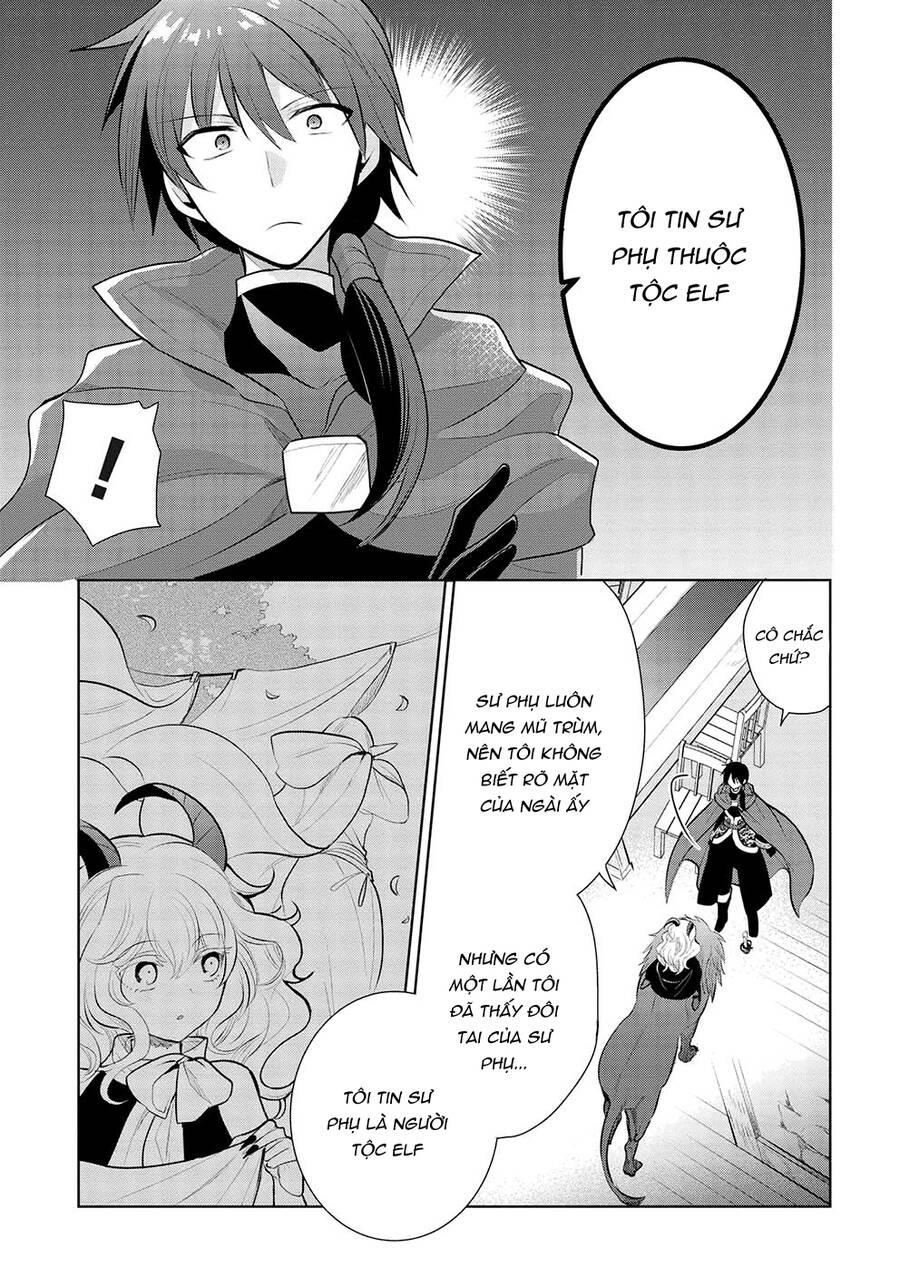 TÔI TIN SƯ
PHỤ THUỘC
TỘC ELF
!
CÔ CHẮC
CHỨ?
SƯ PHỤ LUÔN
MANG MŨ TRÙM,
NÊN TÔI KHÔNG
BIẾT RÕ MẶT
CỦA NGÀI ẤY
NHƯNG CÓ
MỘT LẦN TÔI
ĐÃ THẤY ĐÔI
TAI CỦA SƯ
PHỤ...
TÔI TIN SƯ
PHỤ LÀ NGƯỜI
TỘC ELF